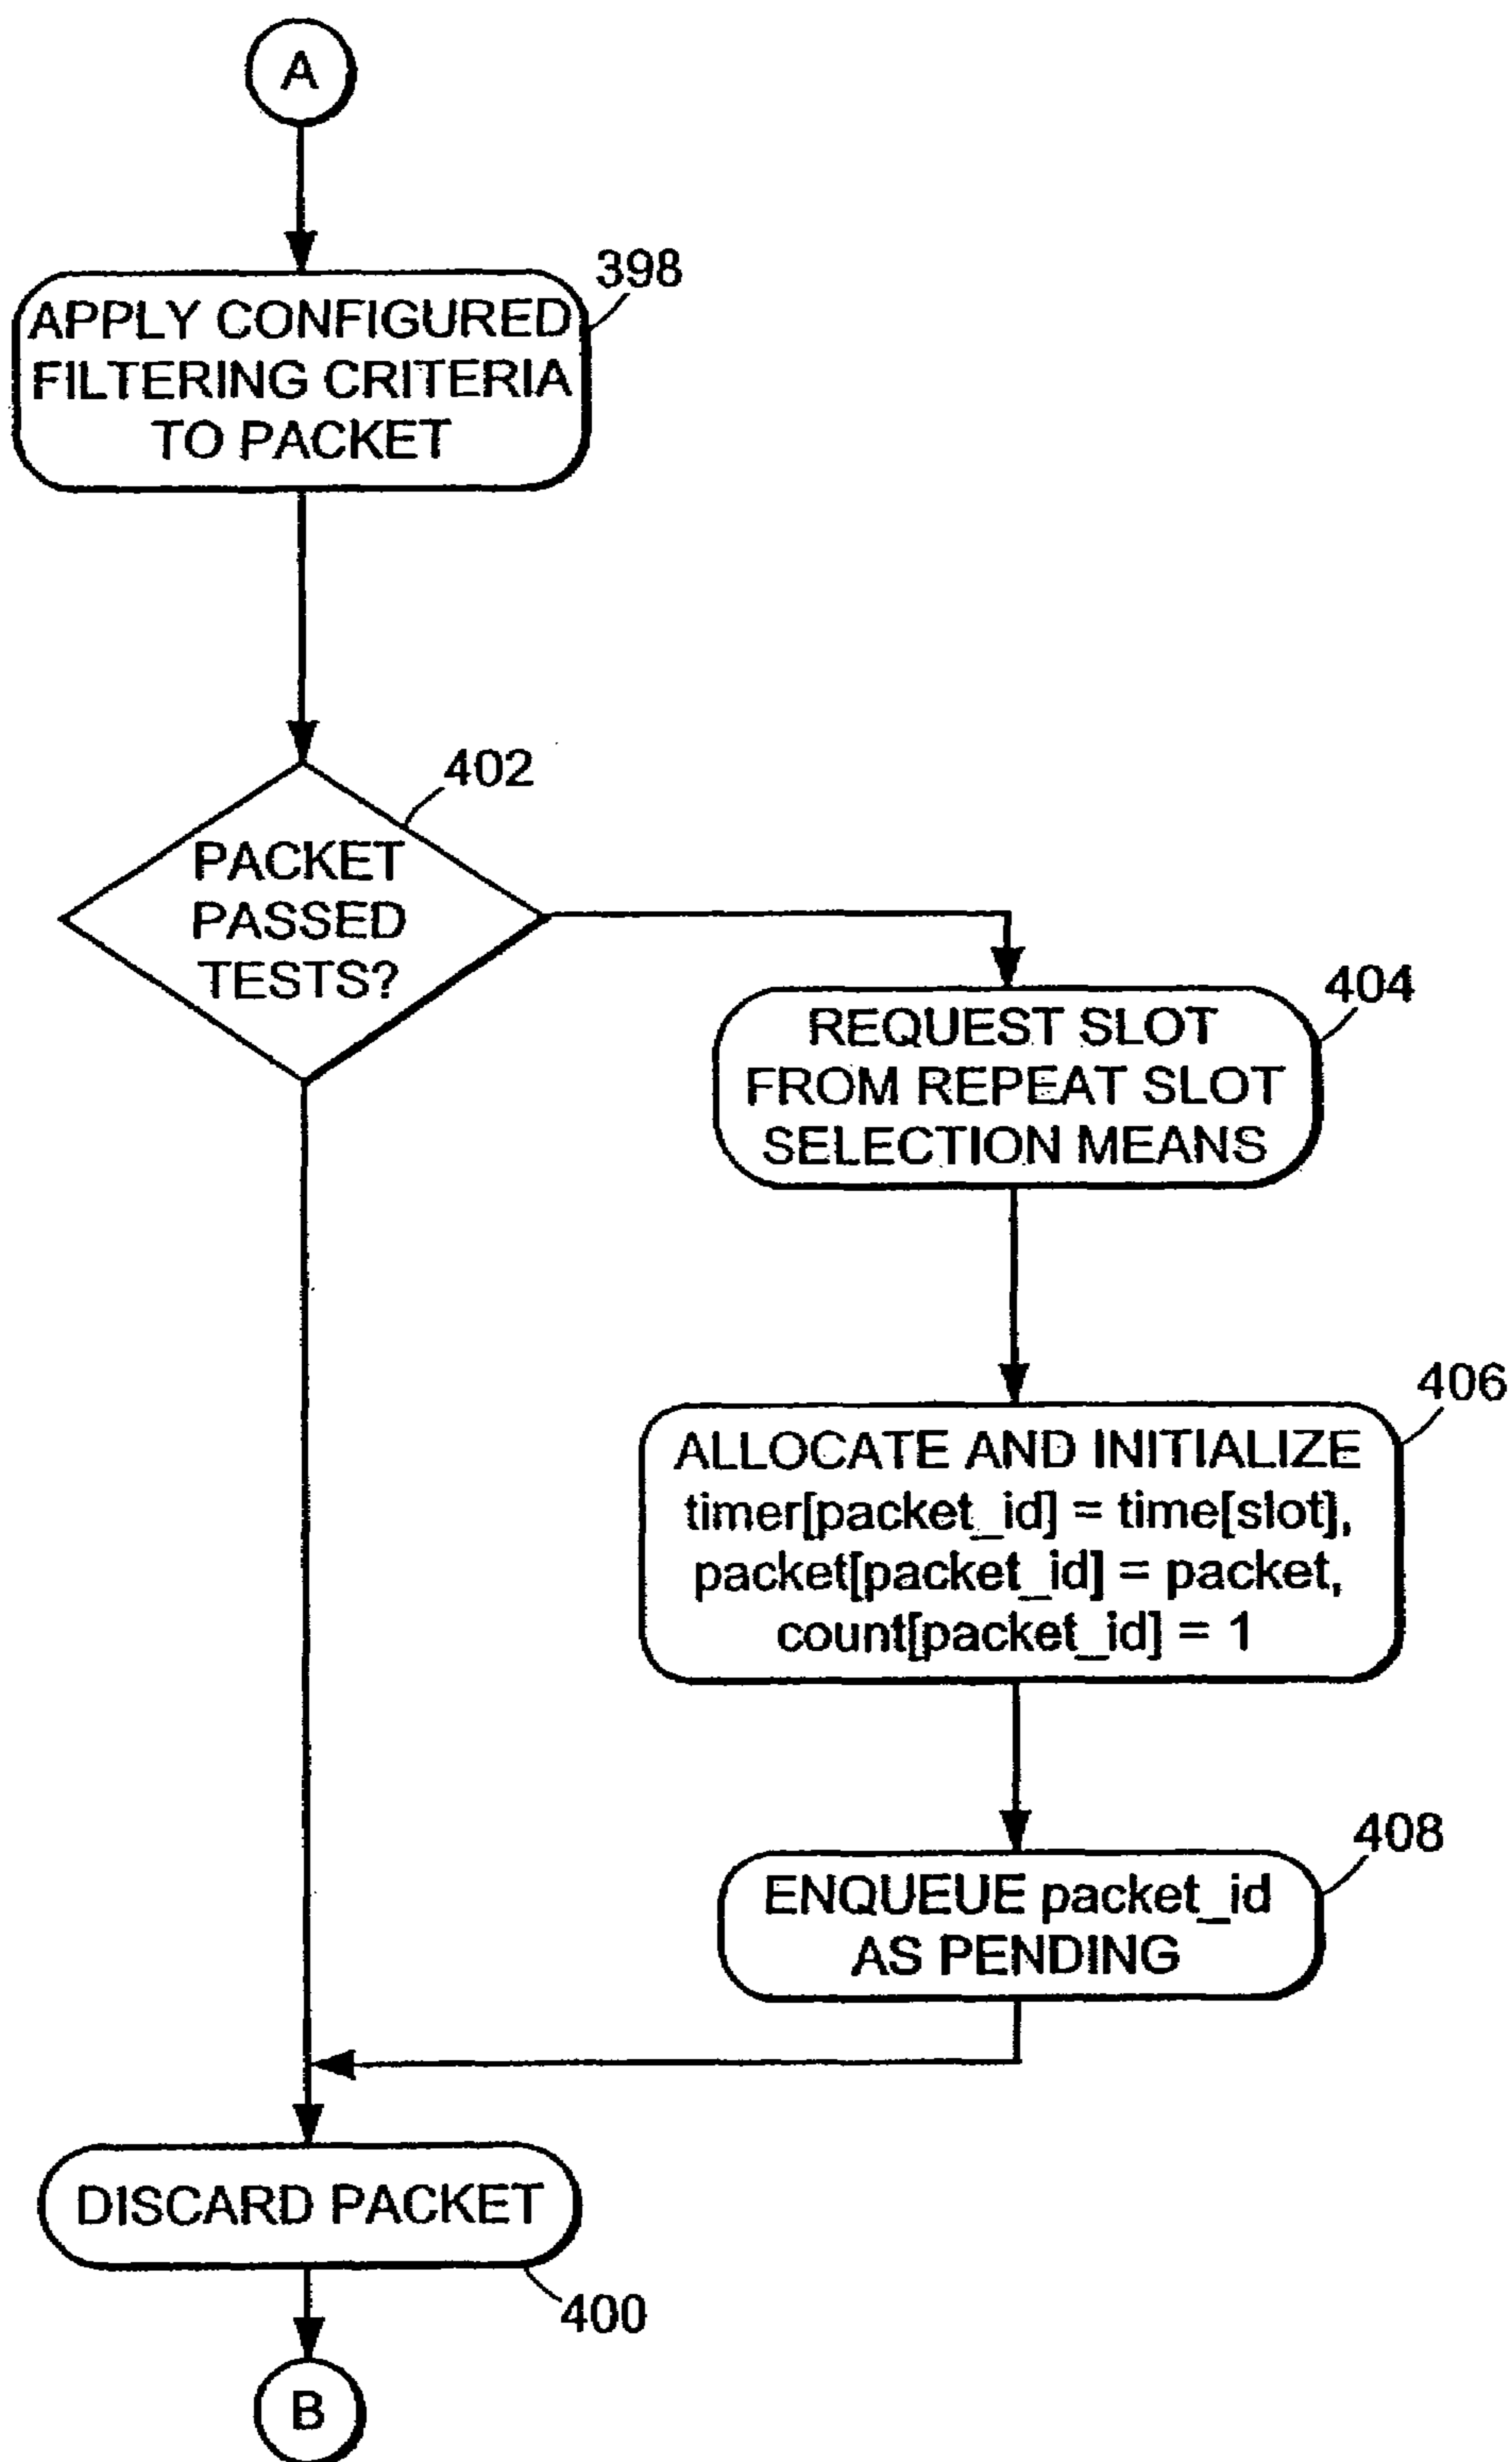 A
398
APPLY CONFIGURED
FILTERING CRITERIA
TO PACKET
402
PACKET
PASSED
TESTS?
404
REQUEST SLOT
FROM REPEAT SLOT
SELECTION MEANS
406
ALLOCATE AND INITIALIZE
timer[packet_id] = time[slot],
packet[packet_id] = packet,
count[packet_id] = 1
408
ENQUEUE packet_id
AS PENDING
DISCARD PACKET
400
B